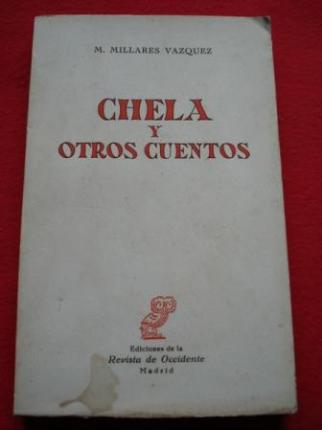 M. MILLARES VAZQUEZ
CHELA
Y
OTROS CUENTOS
Ediciones de la
Revista de Occidente
Madrid